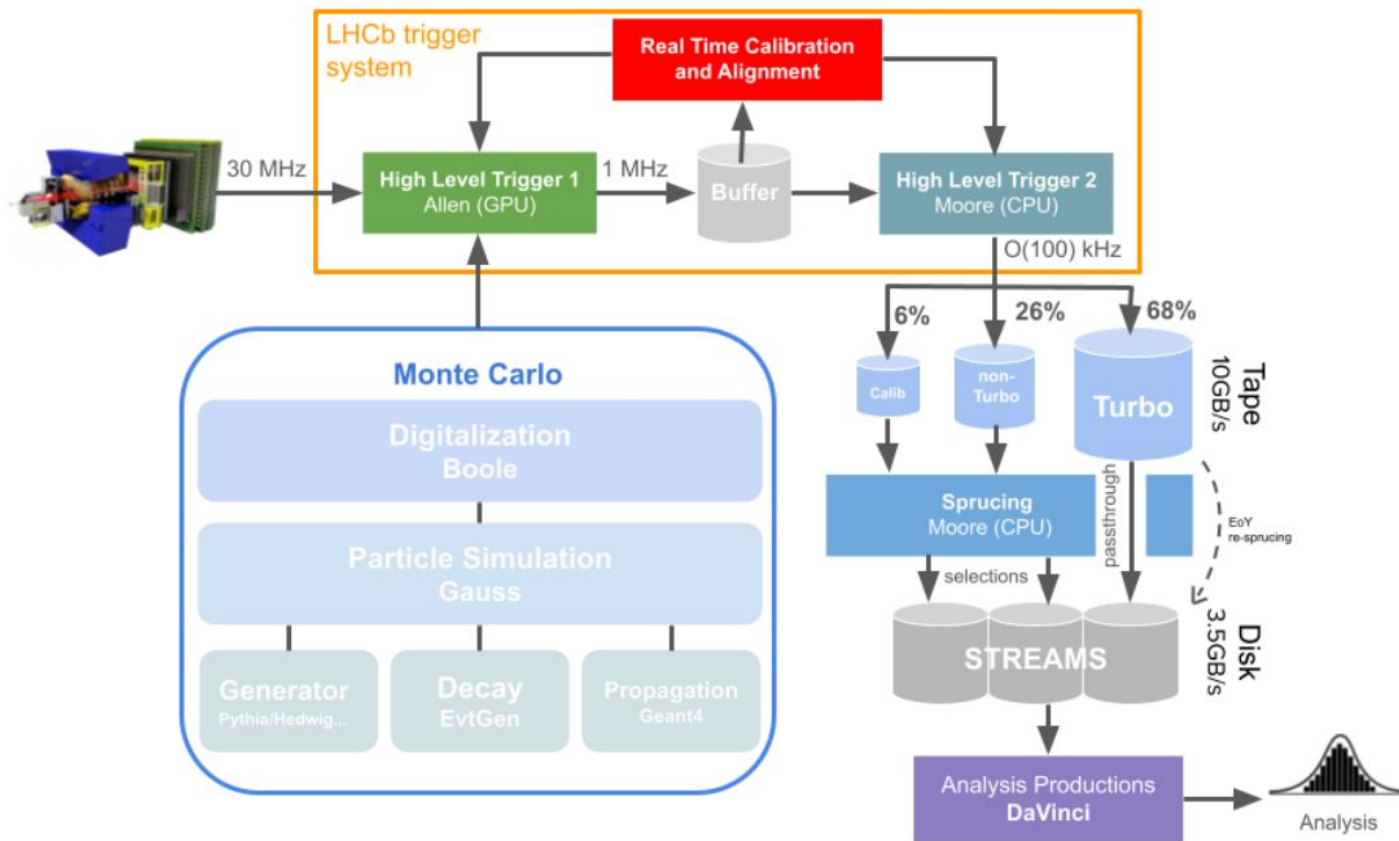 LHCb trigger
system
Real Time Calibration
and Alignment
30 MHz
High Level Trigger 1
Allen (GPU)
1 MHz
Buffer
High Level Trigger 2
Moore (CPU)
O(100) kHz
6%
26%
68%
Calib
non-
Turbo
Turbo
Tape
10GB/s
Monte Carlo
Digitalization
Boole
Particle Simulation
Gauss
Generator
Pythia/Hedwig...
Decay
EvtGen
Propagation
Geant4
Sprucing
Moore (CPU)
passthrough
EoY
re-sprucing
selections
STREAMS
Disk
3.5GB/s
Analysis Productions
DaVinci
Analysis